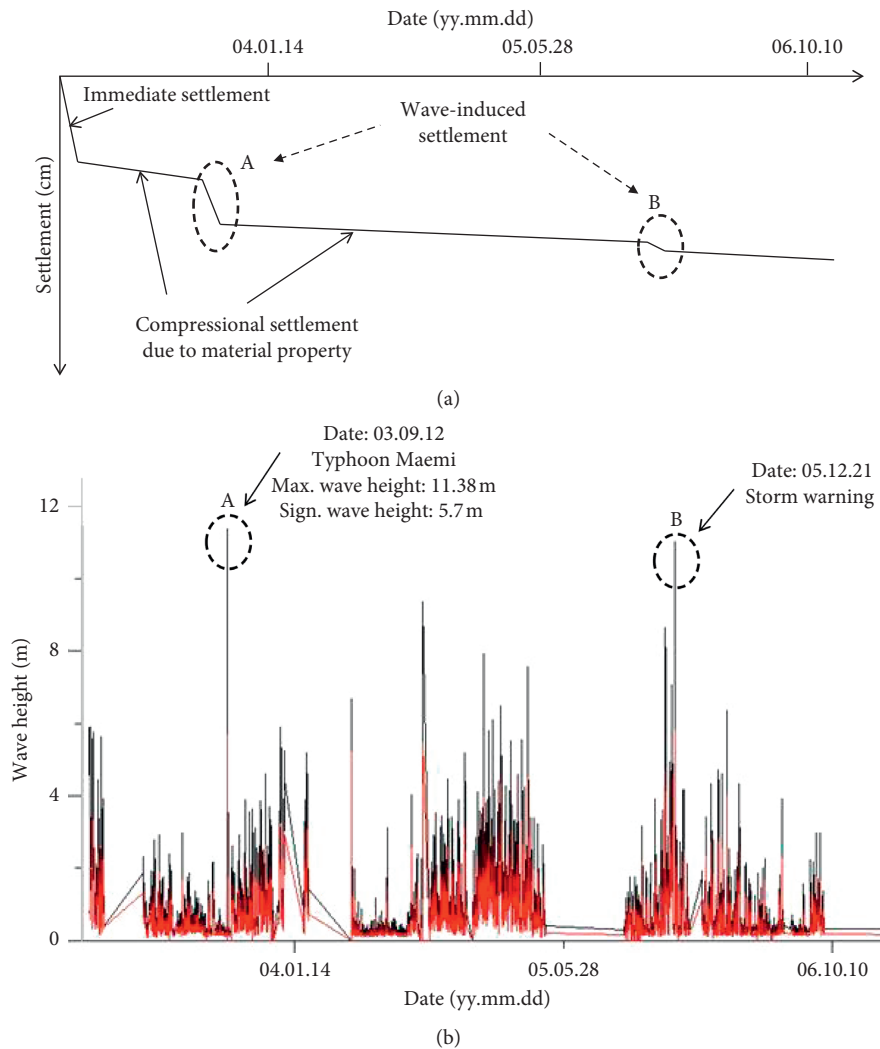 Date (yy.mm.dd)
04.01.14
05.05.28
06.10.10
Immediate settlement
Wave-induced
settlement
A
B
Settlement (cm)
Compressional settlement
due to material property
(a)
Date: 03.09.12
Typhoon Maemi
Max. wave height: 11.38 m
Sign. wave height: 5.7 m
A
Date: 05.12.21
Storm warning
B
12
8
4
0
Wave height (m)
04.01.14
05.05.28
06.10.10
Date (yy.mm.dd)
(b)